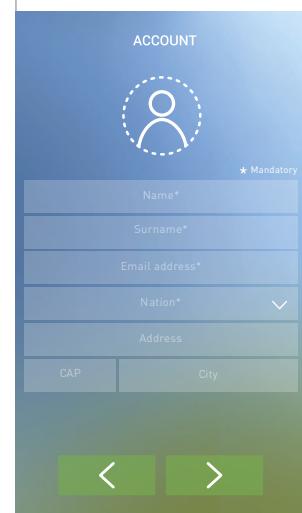 ACCOUNT
★ Mandatory
Name*
Surname*
Email address*
Nation*
Address
CAP City